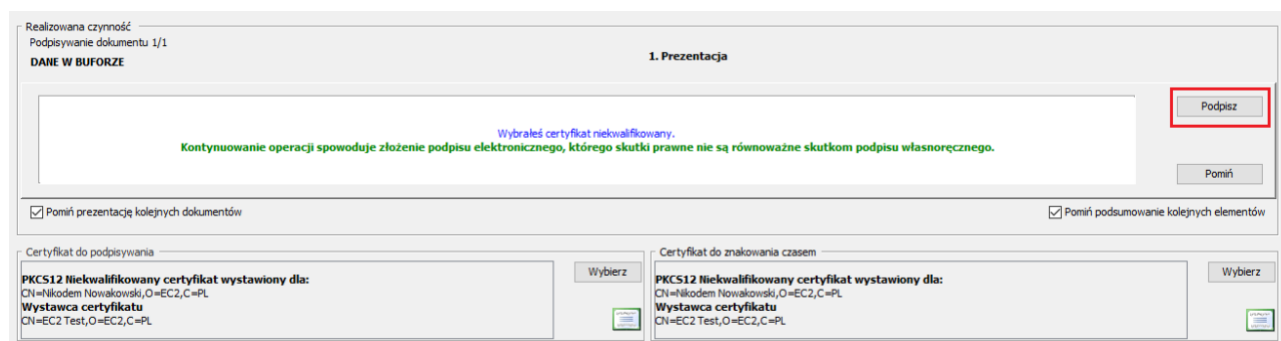 Realizowana czynność
Podpisywanie dokumentu 1/1
DANE W BUFORZE
1. Prezentacja
Wybrałeś certyfikat niekwalifikowany.
Kontynuowanie operacji spowoduje złożenie podpisu elektronicznego, którego skutki prawne nie są równoważne skutkom podpisu własnoręcznego.
Podpisz
Pomiń
Pomiń prezentację kolejnych dokumentów
Pomiń podsumowanie kolejnych elementów
Certyfikat do podpisywania
PKCS12 Niekwalifikowany certyfikat wystawiony dla:
CN=Nikodem Nowakowski,O=EC2,C=PL
Wystawca certyfikatu
CN=EC2 Test,O=EC2,C=PL
Wybierz
Certyfikat do znakowania czasem
PKCS12 Niekwalifikowany certyfikat wystawiony dla:
CN=Nikodem Nowakowski,O=EC2,C=PL
Wystawca certyfikatu
CN=EC2 Test,O=EC2,C=PL
Wybierz